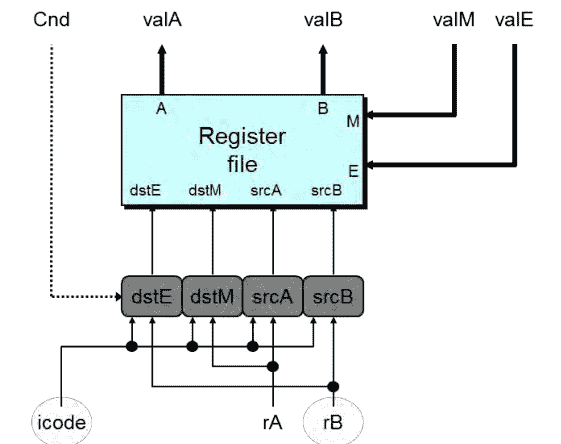 Cnd valA valB valM valE
A B
M
Register
file
E
dstE dstM srcA srcB
dstE dstM srcA srcB
icode rA rB